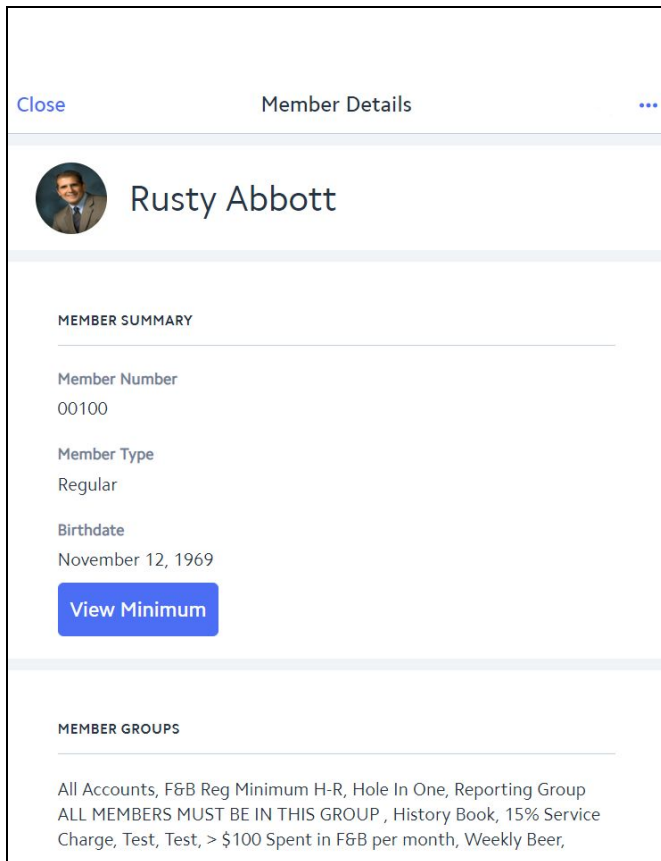 Close Member Details ...
Rusty Abbott
MEMBER SUMMARY
Member Number
00100
Member Type
Regular
Birthdate
November 12, 1969
View Minimum
MEMBER GROUPS
All Accounts, F&B Reg Minimum H-R, Hole In One, Reporting Group
ALL MEMBERS MUST BE IN THIS GROUP , History Book, 15% Service
Charge, Test, Test, > $100 Spent in F&B per month, Weekly Beer,